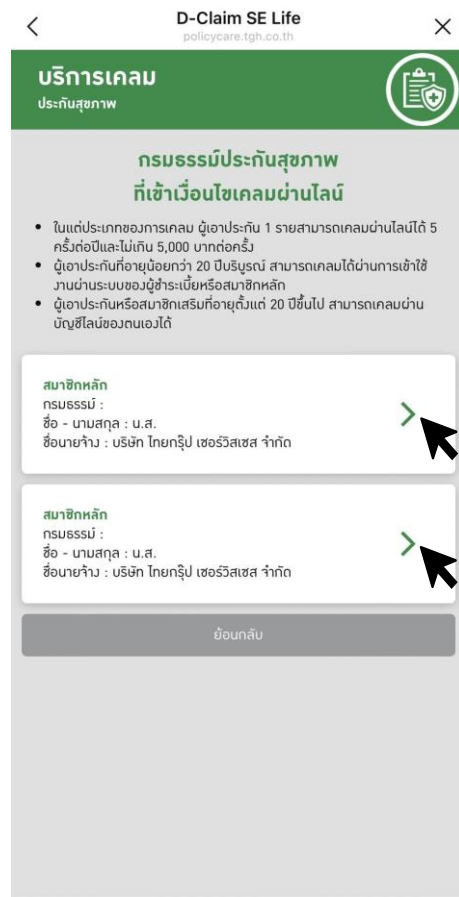 D-Claim SE Life
policycare.tgh.co.th
บริการเคลม
ประกันสุขภาพ
กรมธรรม์ประกันสุขภาพ
ที่เข้าเงื่อนไขเคลมผ่านไลน์
• ในแต่ประเภทของการเคลม ผู้เอาประกัน 1 รายสามารถเคลมผ่านไลน์ได้ 5
ครั้งต่อปีและไม่เกิน 5,000 บาทต่อครั้ง
• ผู้เอาประกันที่อายุน้อยกว่า 20 ปีบริบูรณ์ สามารถเคลมได้ผ่านการเข้าใช้
งานผ่านระบบของผู้ชำระเบี้ยหรือสมาชิกหลัก
• ผู้เอาประกันหรือสมาชิกเสริมที่อายุตั้งแต่ 20 ปีขึ้นไป สามารถเคลมผ่าน
บัญชีไลน์ของตนเองได้
สมาชิกหลัก
กรมธรรม์ :
ชื่อ - นามสกุล : น.ส.
ชื่อนายจ้าง : บริษัท ไทยกรุ๊ป เซอร์วิสเซส จำกัด
สมาชิกหลัก
กรมธรรม์ :
ชื่อ - นามสกุล : น.ส.
ชื่อนายจ้าง : บริษัท ไทยกรุ๊ป เซอร์วิสเซส จำกัด
ย้อนกลับ